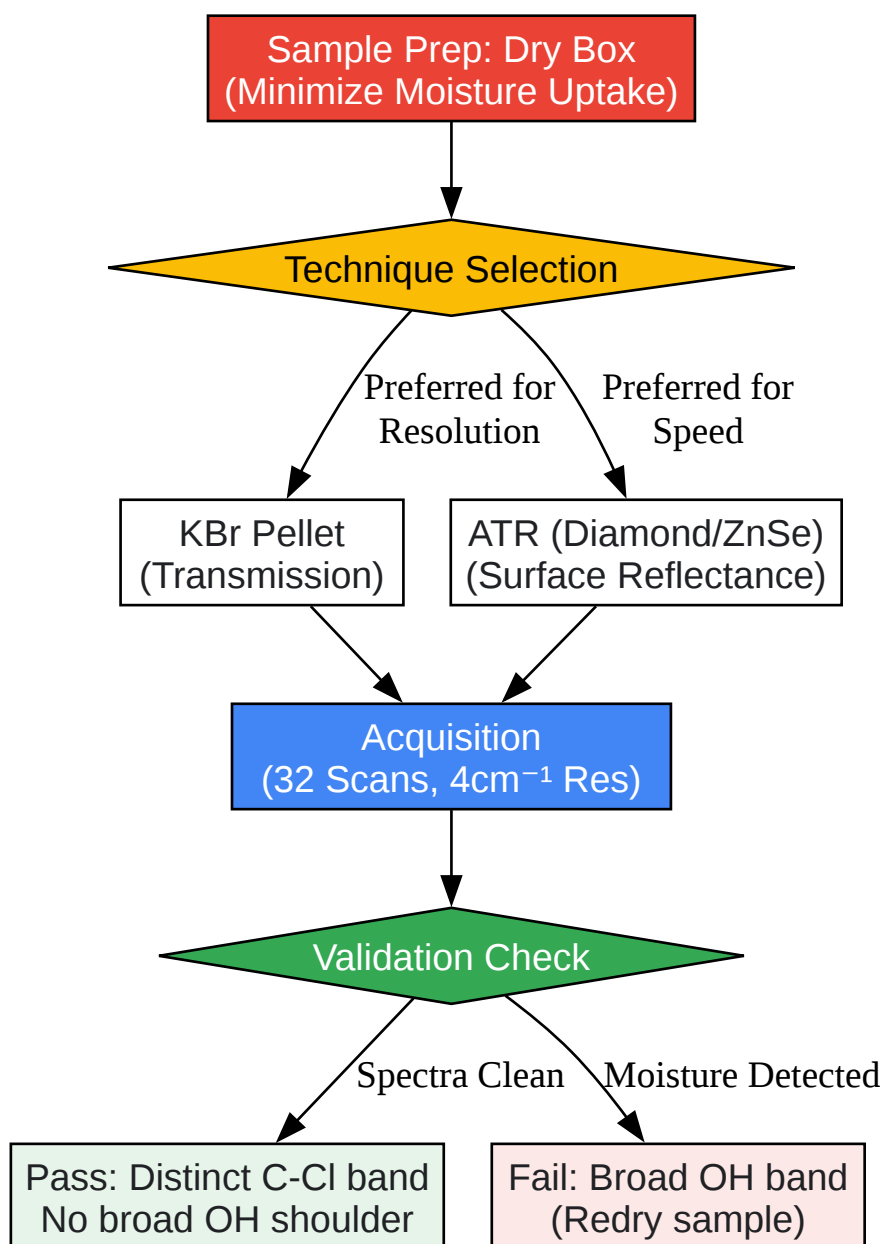 Sample Prep: Dry Box
(Minimize Moisture Uptake)
Technique Selection
Preferred for
Resolution
Preferred for
Speed
KBr Pellet
(Transmission)
ATR (Diamond/ZnSe)
(Surface Reflectance)
Acquisition
(32 Scans, 4cm⁻¹ Res)
Validation Check
Spectra Clean
Moisture Detected
Pass: Distinct C-Cl band
No broad OH shoulder
Fail: Broad OH band
(Redry sample)